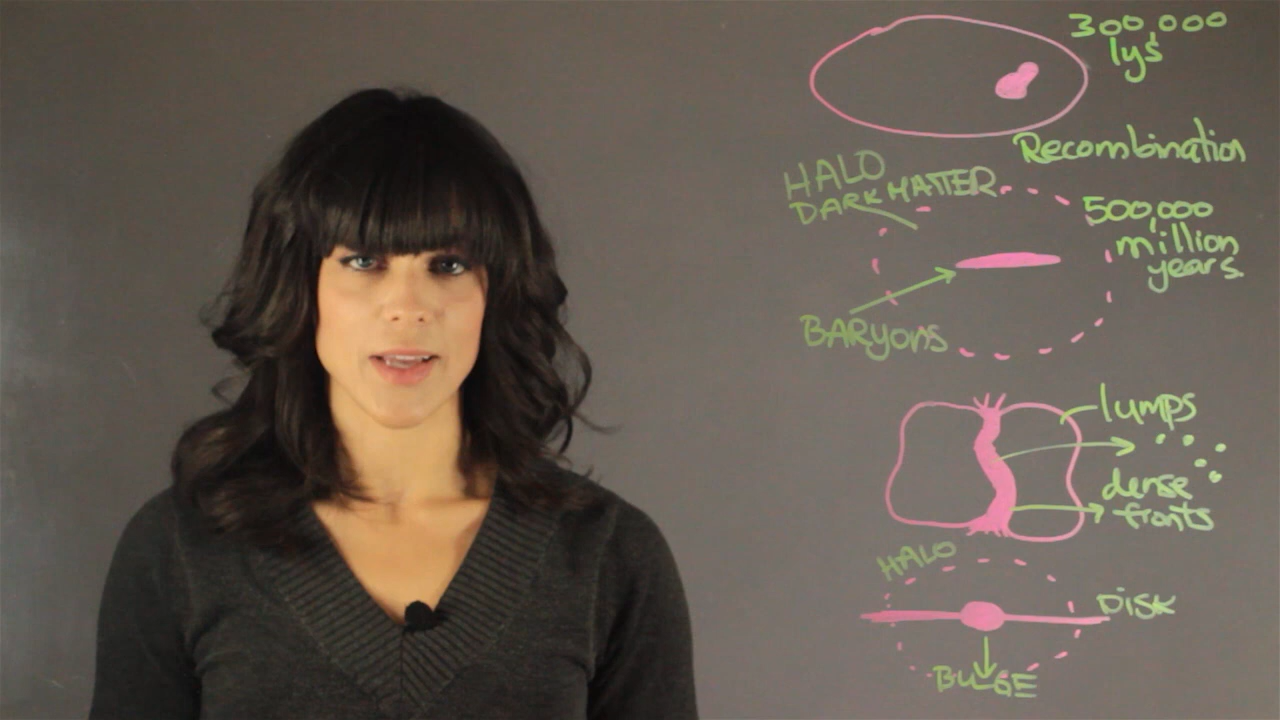 300,000
lys
Recombination
HALO
DARK MATTER
500,000
million
years.
BARyons
lumps
dense
fronts
HALO
DISK
BULGE